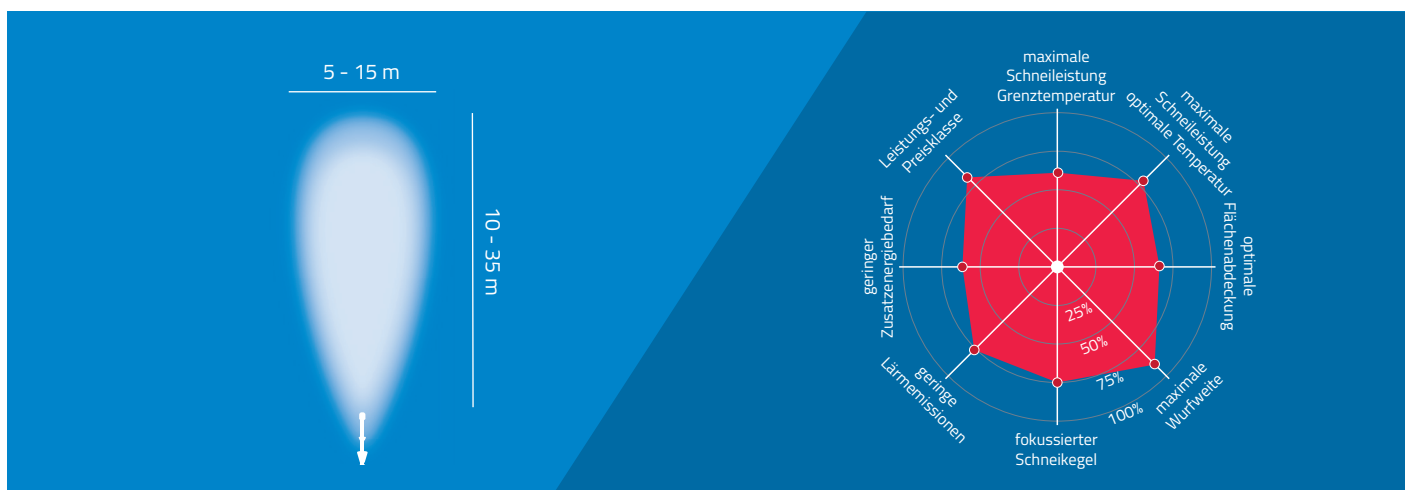 5 - 15 m
10 - 35 m
maximale
Schneileistung
Grenztemperatur
maximale
Schneileistung
optimale Temperatur
optimale
Flächenabdeckung
maximale
Wurfweite
fokussierter
Schneikegel
geringe
Lärmemissionen
geringer
Zusatzenergiebedarf
Leistungs- und
Preisklasse
25%
50%
75%
100%